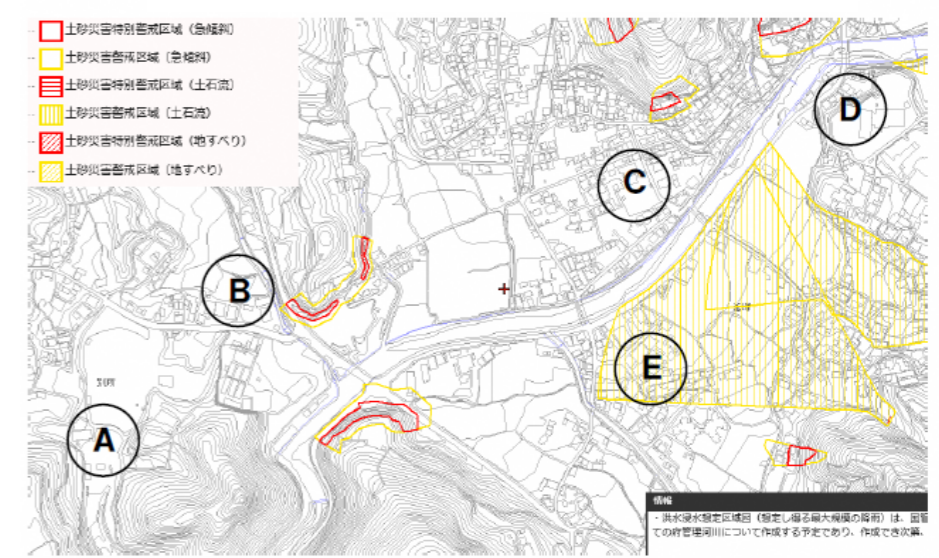 土砂災害特別警戒区域（急傾斜）
土砂災害警戒区域（急傾斜）
土砂災害特別警戒区域（土石流）
土砂災害警戒区域（土石流）
土砂災害特別警戒区域（地すべり）
土砂災害警戒区域（地すべり）
D
C
B
E
A
情報
・洪水浸水想定区域図（想定し得る最大規模の降雨）は、国管
ての府管理河川について作成する予定であり、作成でき次第、